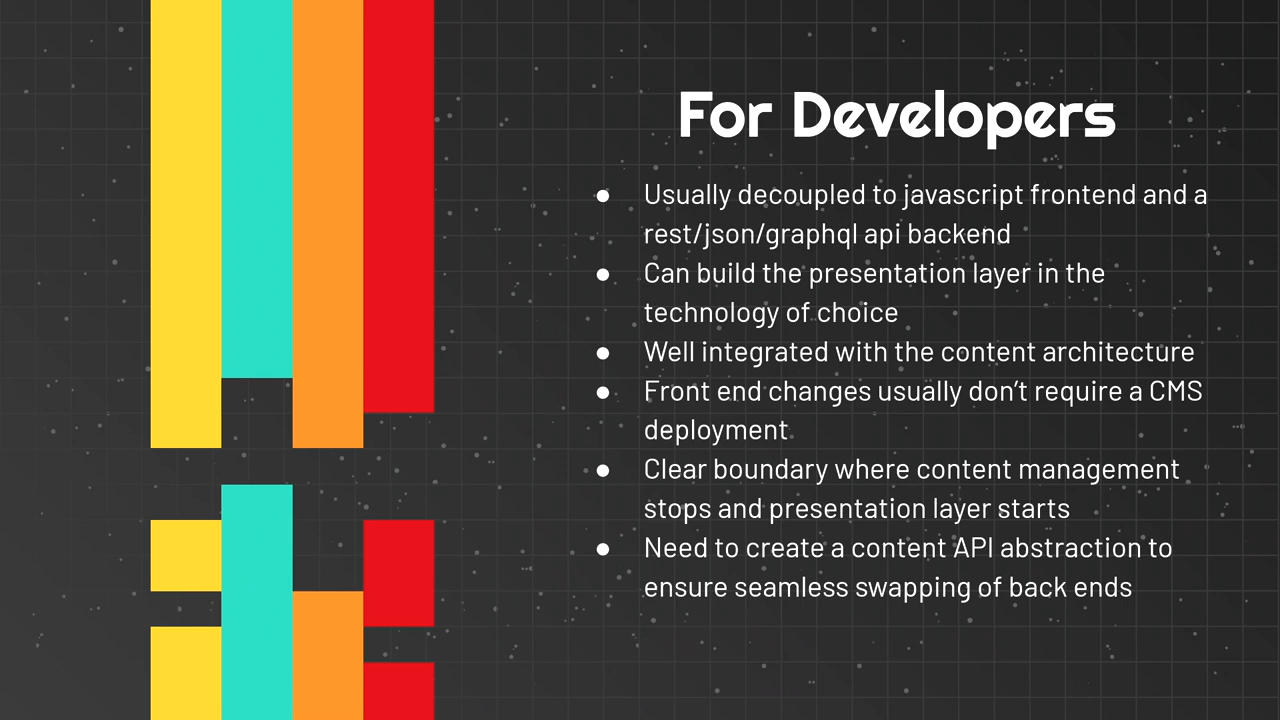 For Developers
● Usually decoupled to javascript frontend and a
rest/json/graphql api backend
● Can build the presentation layer in the
technology of choice
● Well integrated with the content architecture
● Front end changes usually don’t require a CMS
deployment
● Clear boundary where content management
stops and presentation layer starts
● Need to create a content API abstraction to
ensure seamless swapping of back ends